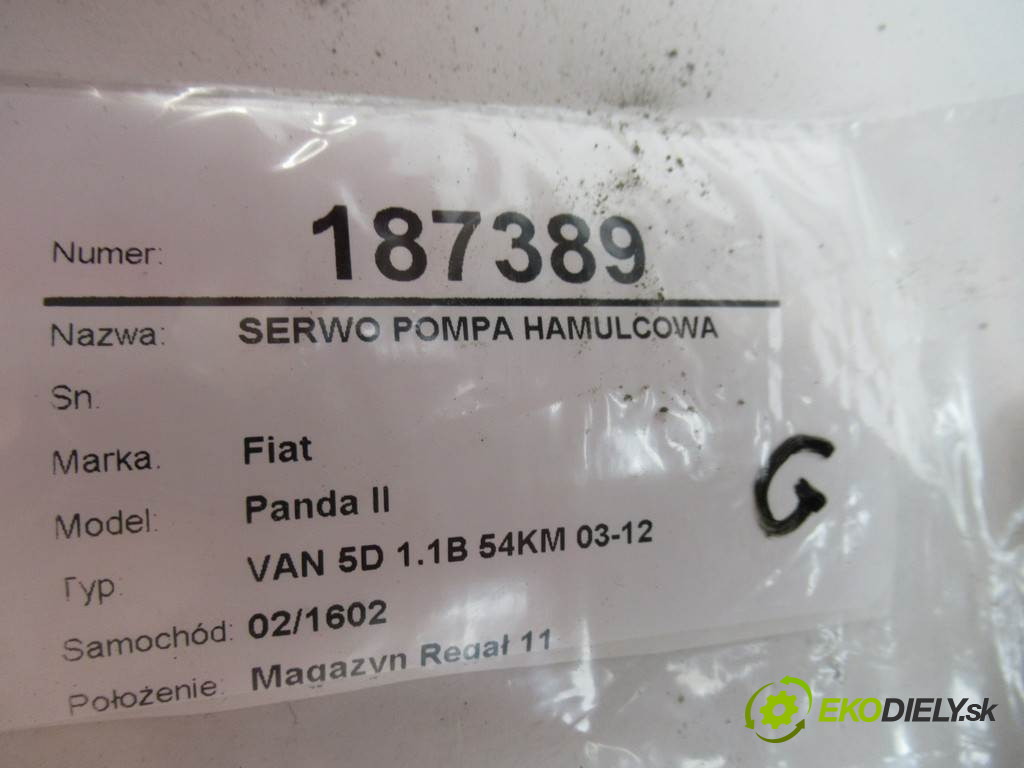 Numer: 187389
Nazwa: SERWO POMPA HAMULCOWA
Sn.
Marka. Fiat
Model: Panda II
Typ: VAN 5D 1.1B 54KM 03-12
Samochód: 02/1602
Położenie: Magazyn Regał 11
G
EKODIELY.sk